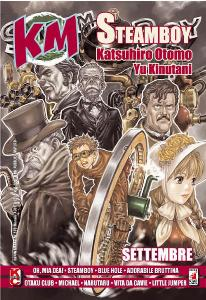 KM
STEAMBOY
Katsuhiro Otomo
Yu Kinutani
SETTEMBRE
OH, MIA DEA! • STEAMBOY • BLUE HOLE • ADORABILE BRUTTINA
OTAKU CLUB • MICHAEL • NARUTARU • VITA DA CAVIE • LITTLE JUMPER